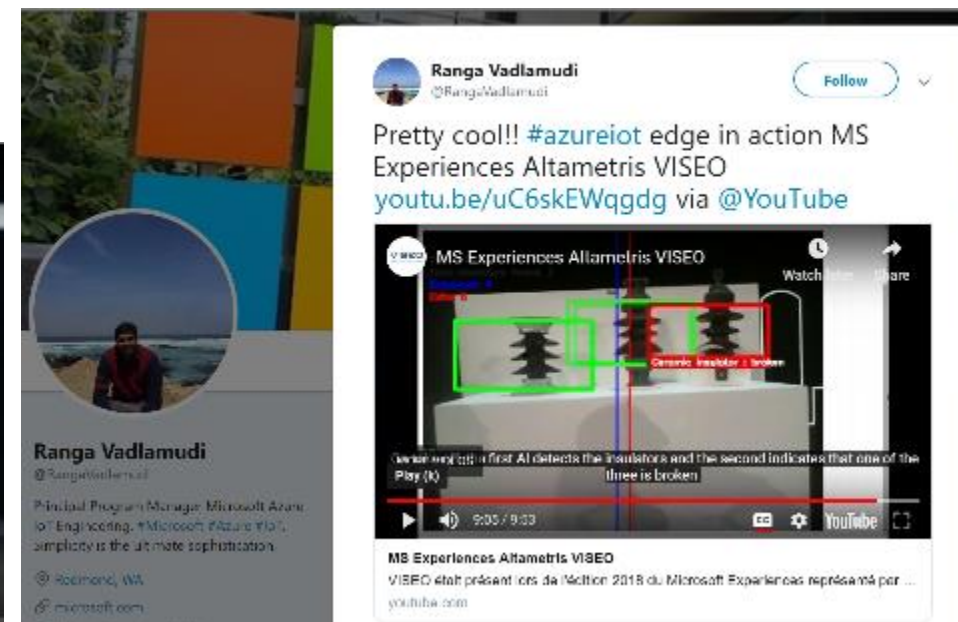 Ranga Vadlamudi
@RangaVadlamudi
Follow
Pretty cool!! #azureiot edge in action MS
Experiences Altametris VISEO
youtu.be/uC6skEWqgdg via @YouTube
VISEO
MS Experiences Altametris VISEO
Watch later
Share
Ceramic insulator : broken
first AI detects the insulators and the second indicates that one of the
three is broken
Play (k)
YouTube
MS Experiences Altametris VISEO
VISEO était présent lors de l'édition 2018 du Microsoft Experiences représenté par ...
youtube.com
Ranga Vadlamudi
@RangaVadlamudi
Principal Program Manager Microsoft Azure
IoT Engineering. #Microsoft #Azure #IoT.
Simplicity is the ultimate sophistication
Redmond, WA
microsoft.com